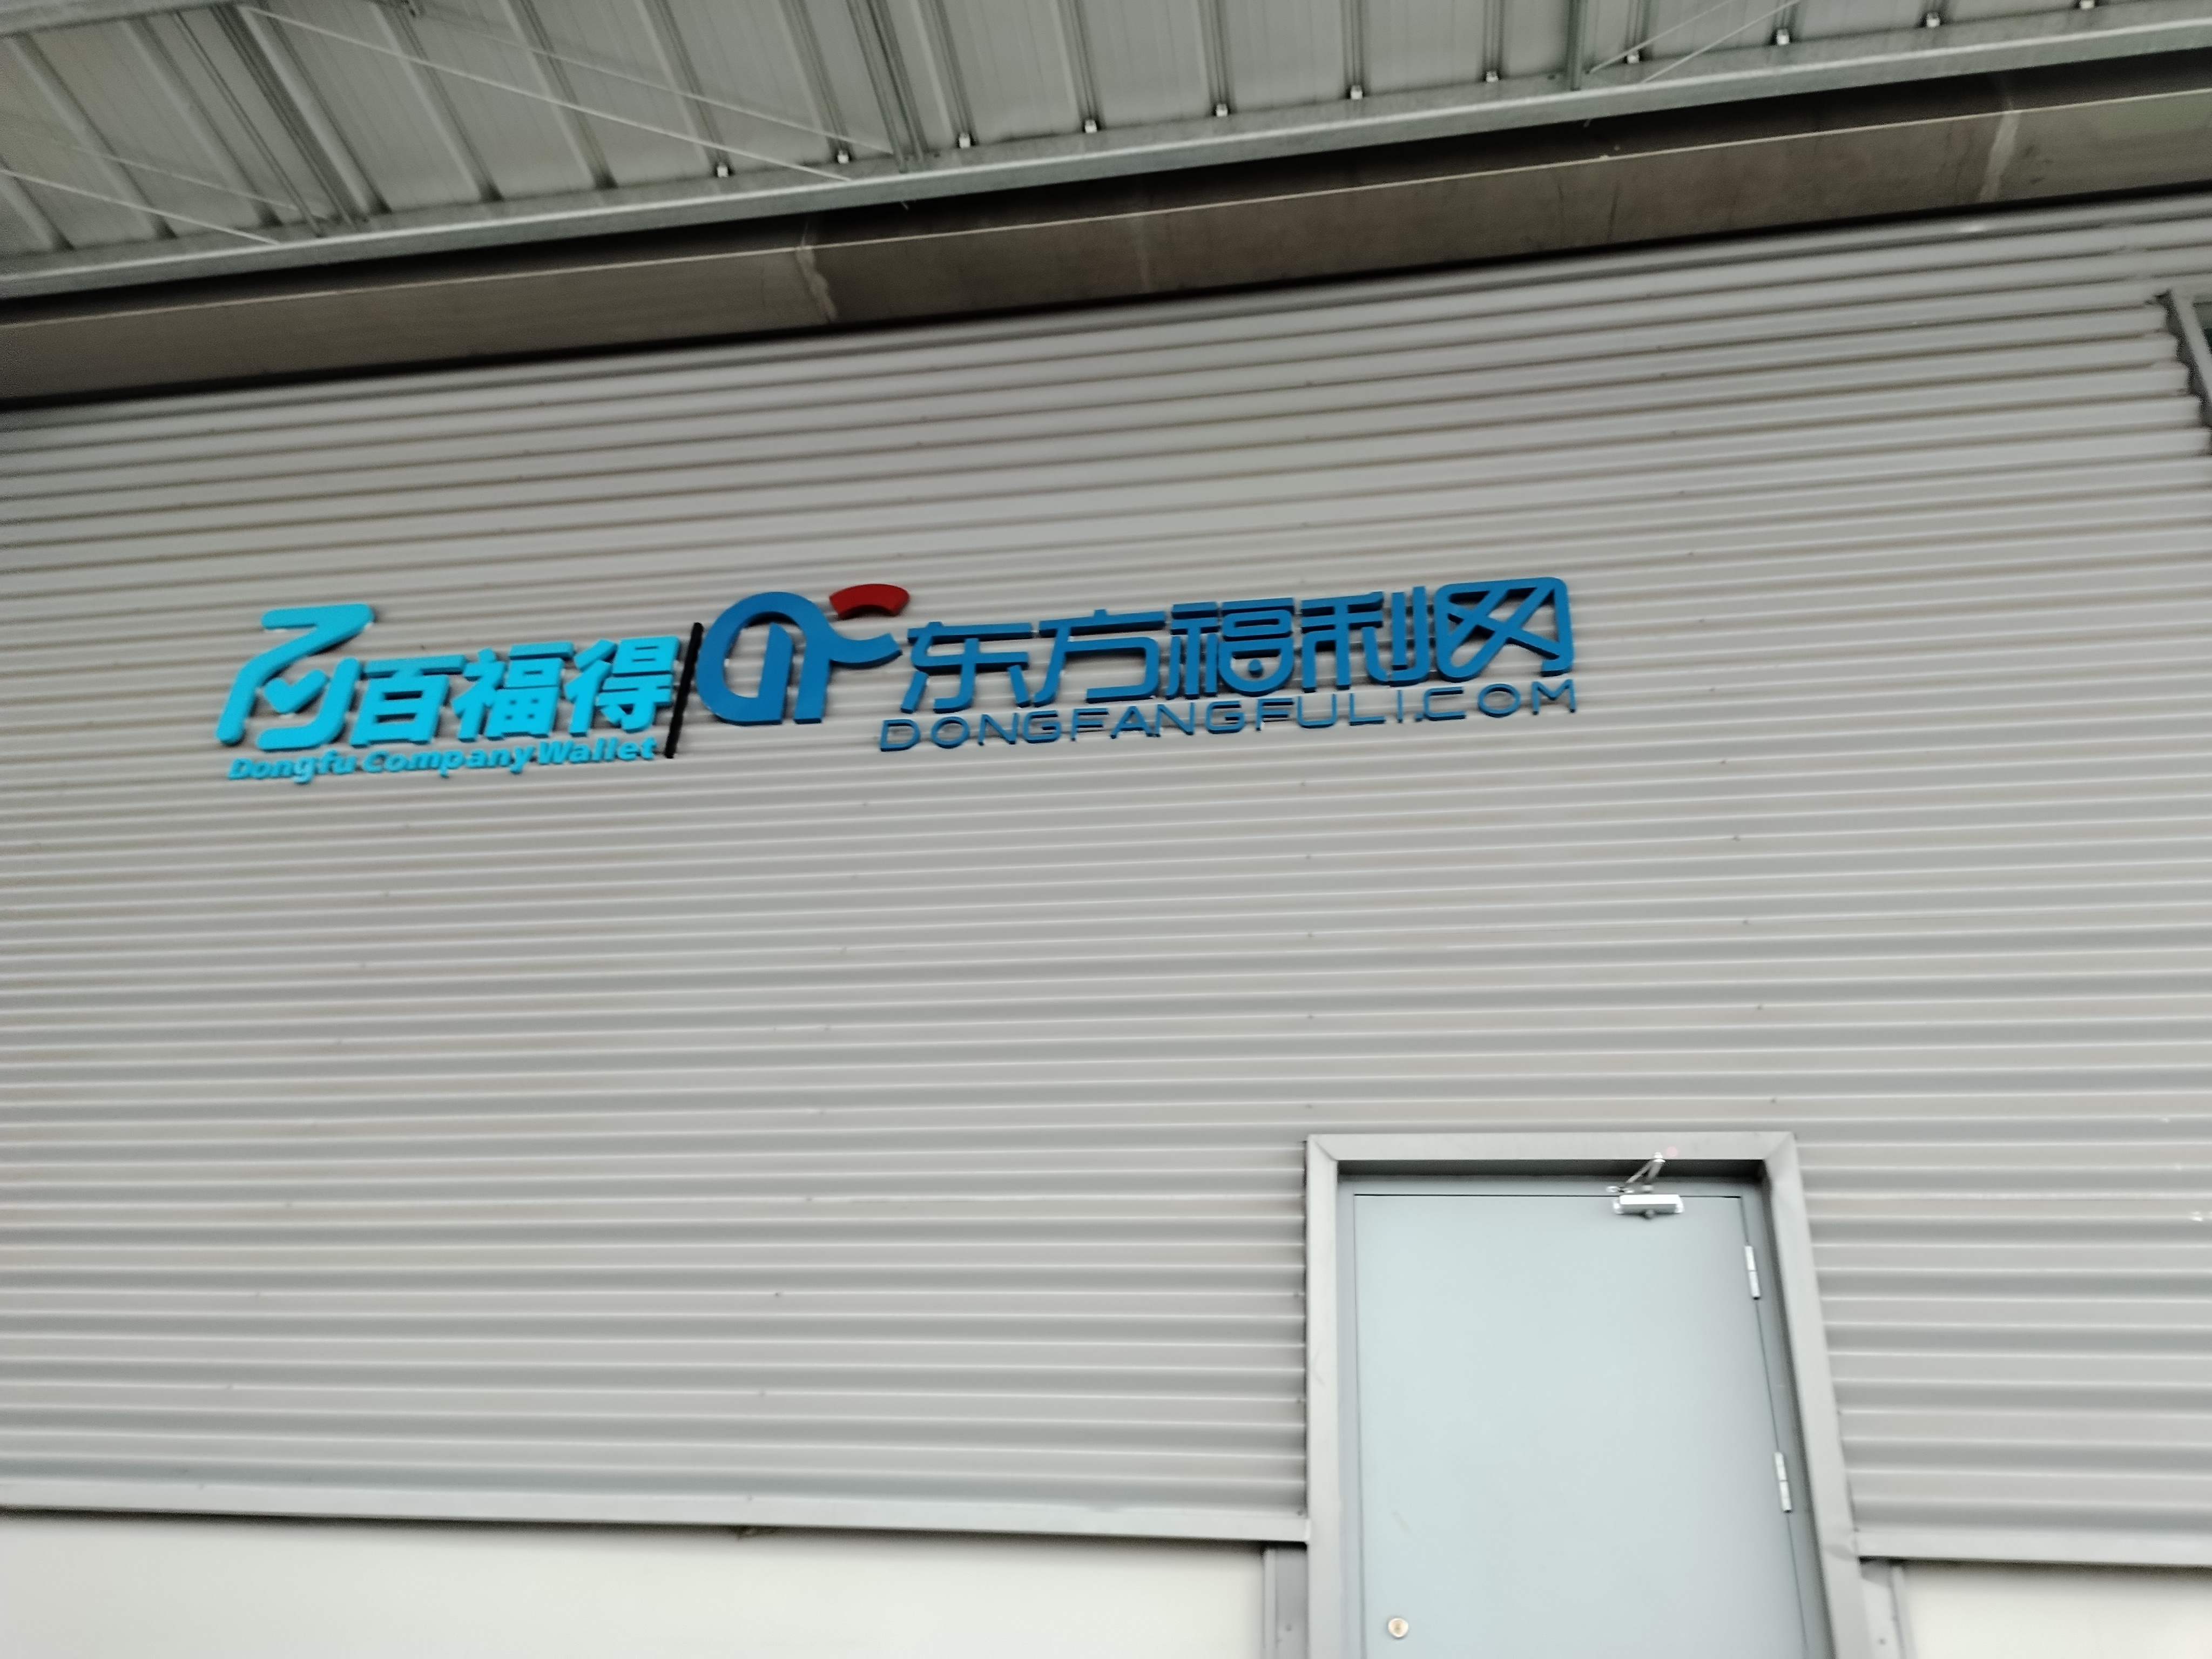 百福得
Dongfu Company Wallet
东方福利网
DONGFANGFULI.COM